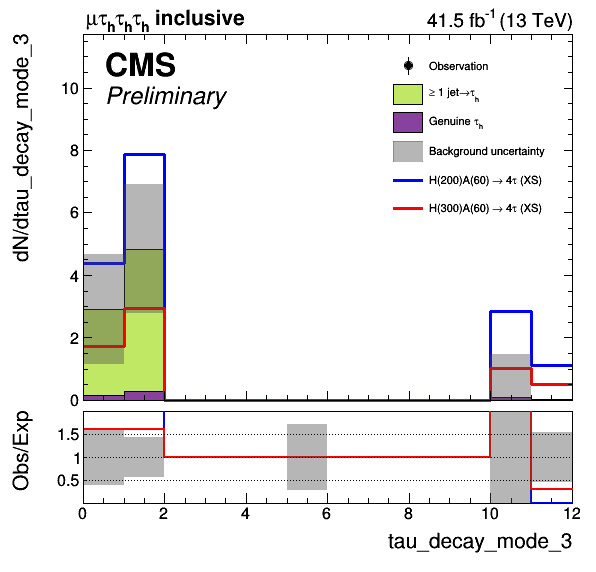 μτhτhτh inclusive
41.5 fb-1 (13 TeV)
CMS
Preliminary
Observation
≥ 1 jet→τh
Genuine τh
Background uncertainty
H(200)A(60) → 4τ (XS)
H(300)A(60) → 4τ (XS)
dN/dtau_decay_mode_3
10
8
6
4
2
0
Obs/Exp
1.5
1
0.5
0 2 4 6 8 10 12
tau_decay_mode_3